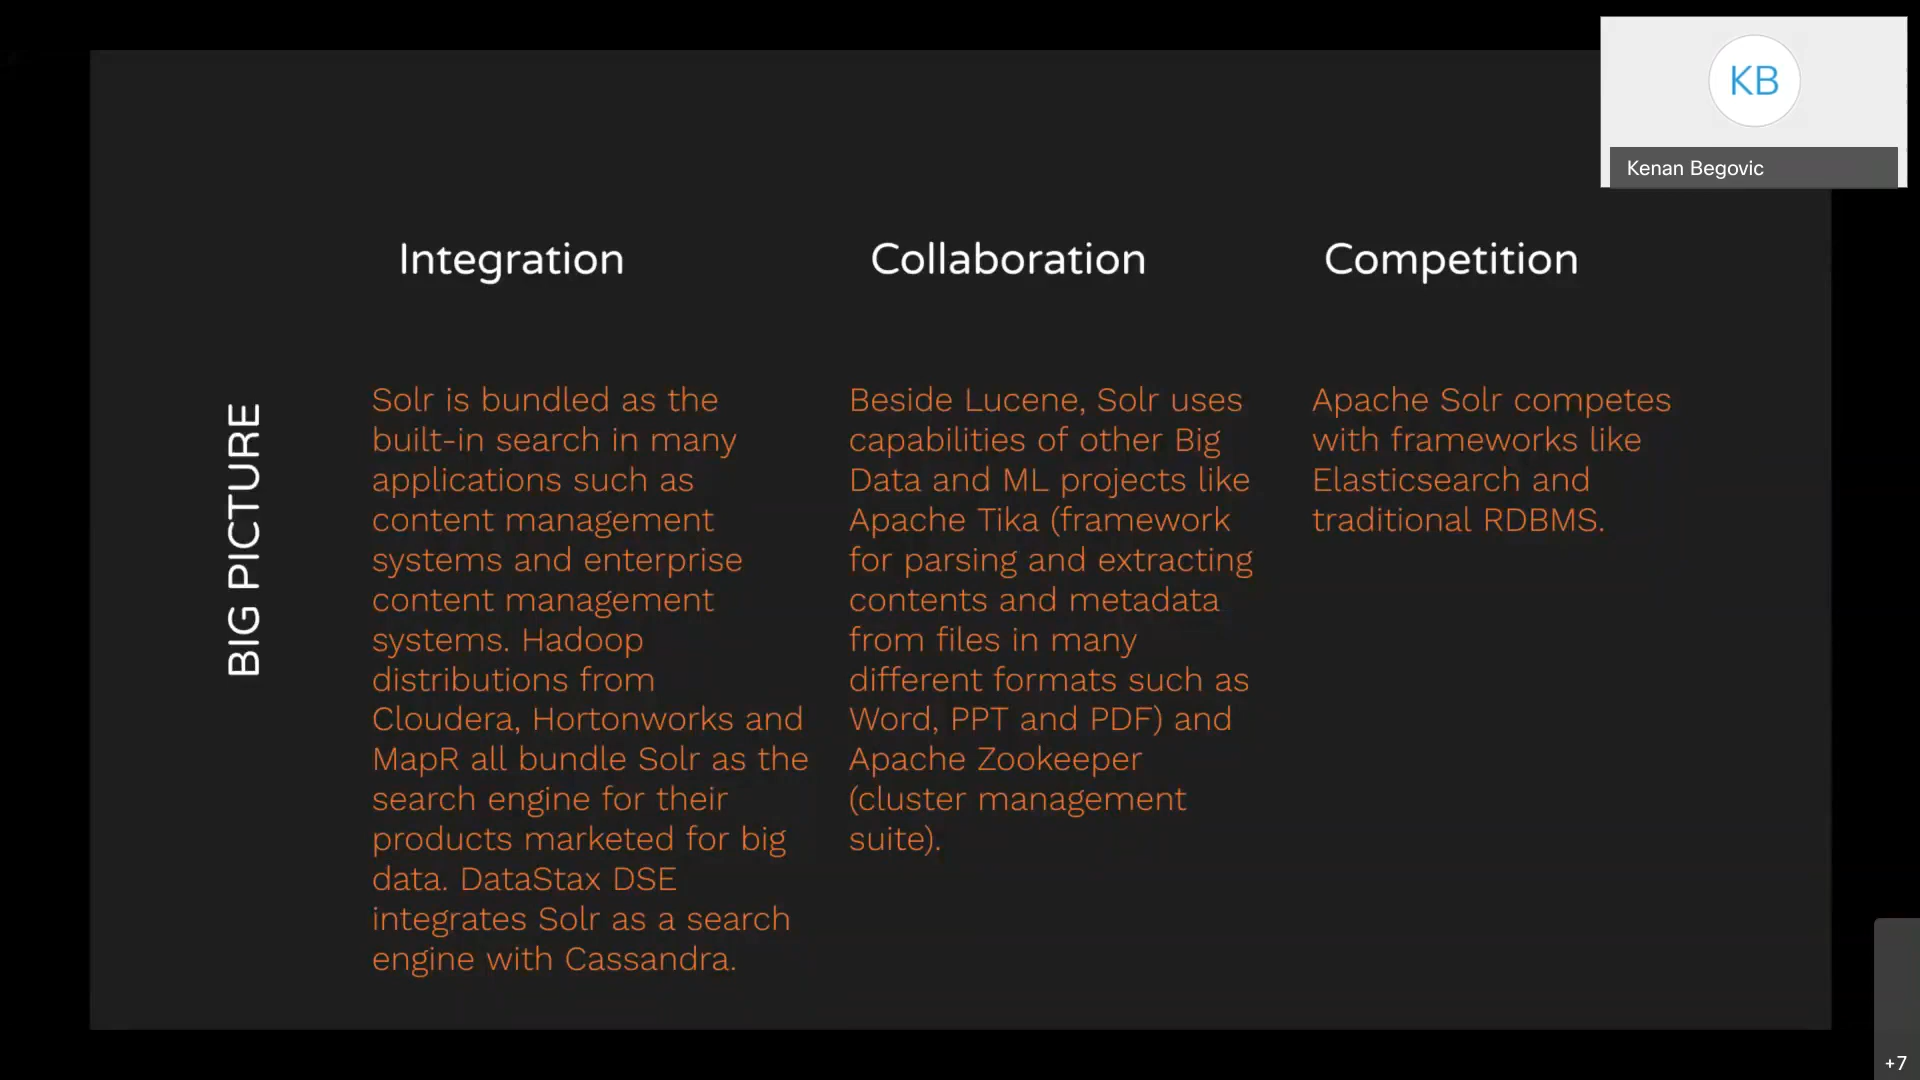 KB
Kenan Begovic
BIG PICTURE
Integration
Solr is bundled as the
built-in search in many
applications such as
content management
systems and enterprise
content management
systems. Hadoop
distributions from
Cloudera, Hortonworks and
MapR all bundle Solr as the
search engine for their
products marketed for big
data. DataStax DSE
integrates Solr as a search
engine with Cassandra.
Collaboration
Beside Lucene, Solr uses
capabilities of other Big
Data and ML projects like
Apache Tika (framework
for parsing and extracting
contents and metadata
from files in many
different formats such as
Word, PPT and PDF) and
Apache Zookeeper
(cluster management
suite).
Competition
Apache Solr competes
with frameworks like
Elasticsearch and
traditional RDBMS.
+7